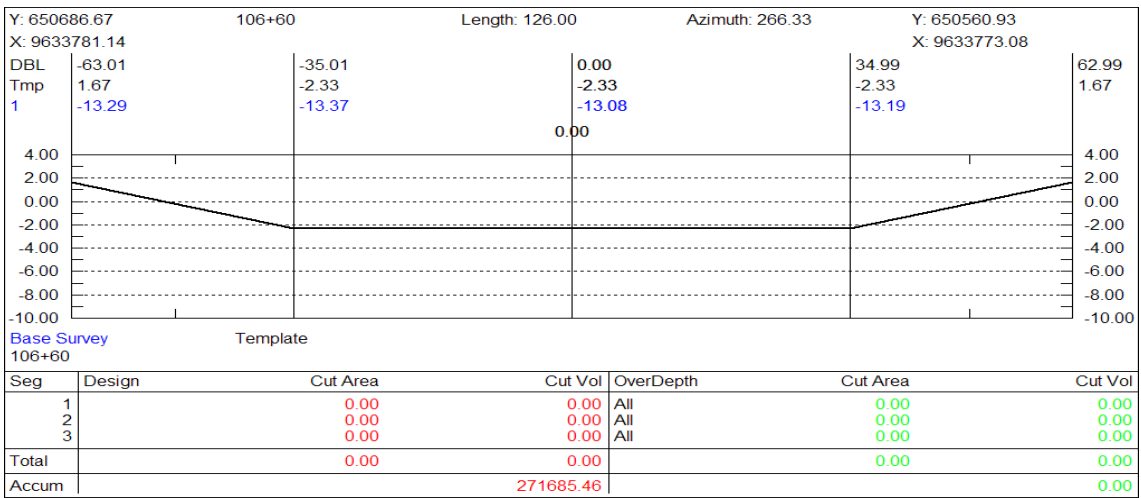 Y: 650686.67 106+60 Length: 126.00 Azimuth: 266.33 Y: 650560.93
X: 9633781.14 X: 9633773.08
DBL -63.01 -35.01 0.00 34.99 62.99
Tmp 1.67 -2.33 -2.33 -2.33 1.67
1 -13.29 -13.37 -13.08 -13.19
0.00
4.00 4.00
2.00 2.00
0.00 0.00
-2.00 -2.00
-4.00 -4.00
-6.00 -6.00
-8.00 -8.00
-10.00 -10.00
Base Survey Template
106+60
Seg Design Cut Area Cut Vol OverDepth Cut Area Cut Vol
1 0.00 0.00 All 0.00 0.00
2 0.00 0.00 All 0.00 0.00
3 0.00 0.00 All 0.00 0.00
Total 0.00 0.00 0.00 0.00
Accum 271685.46 0.00